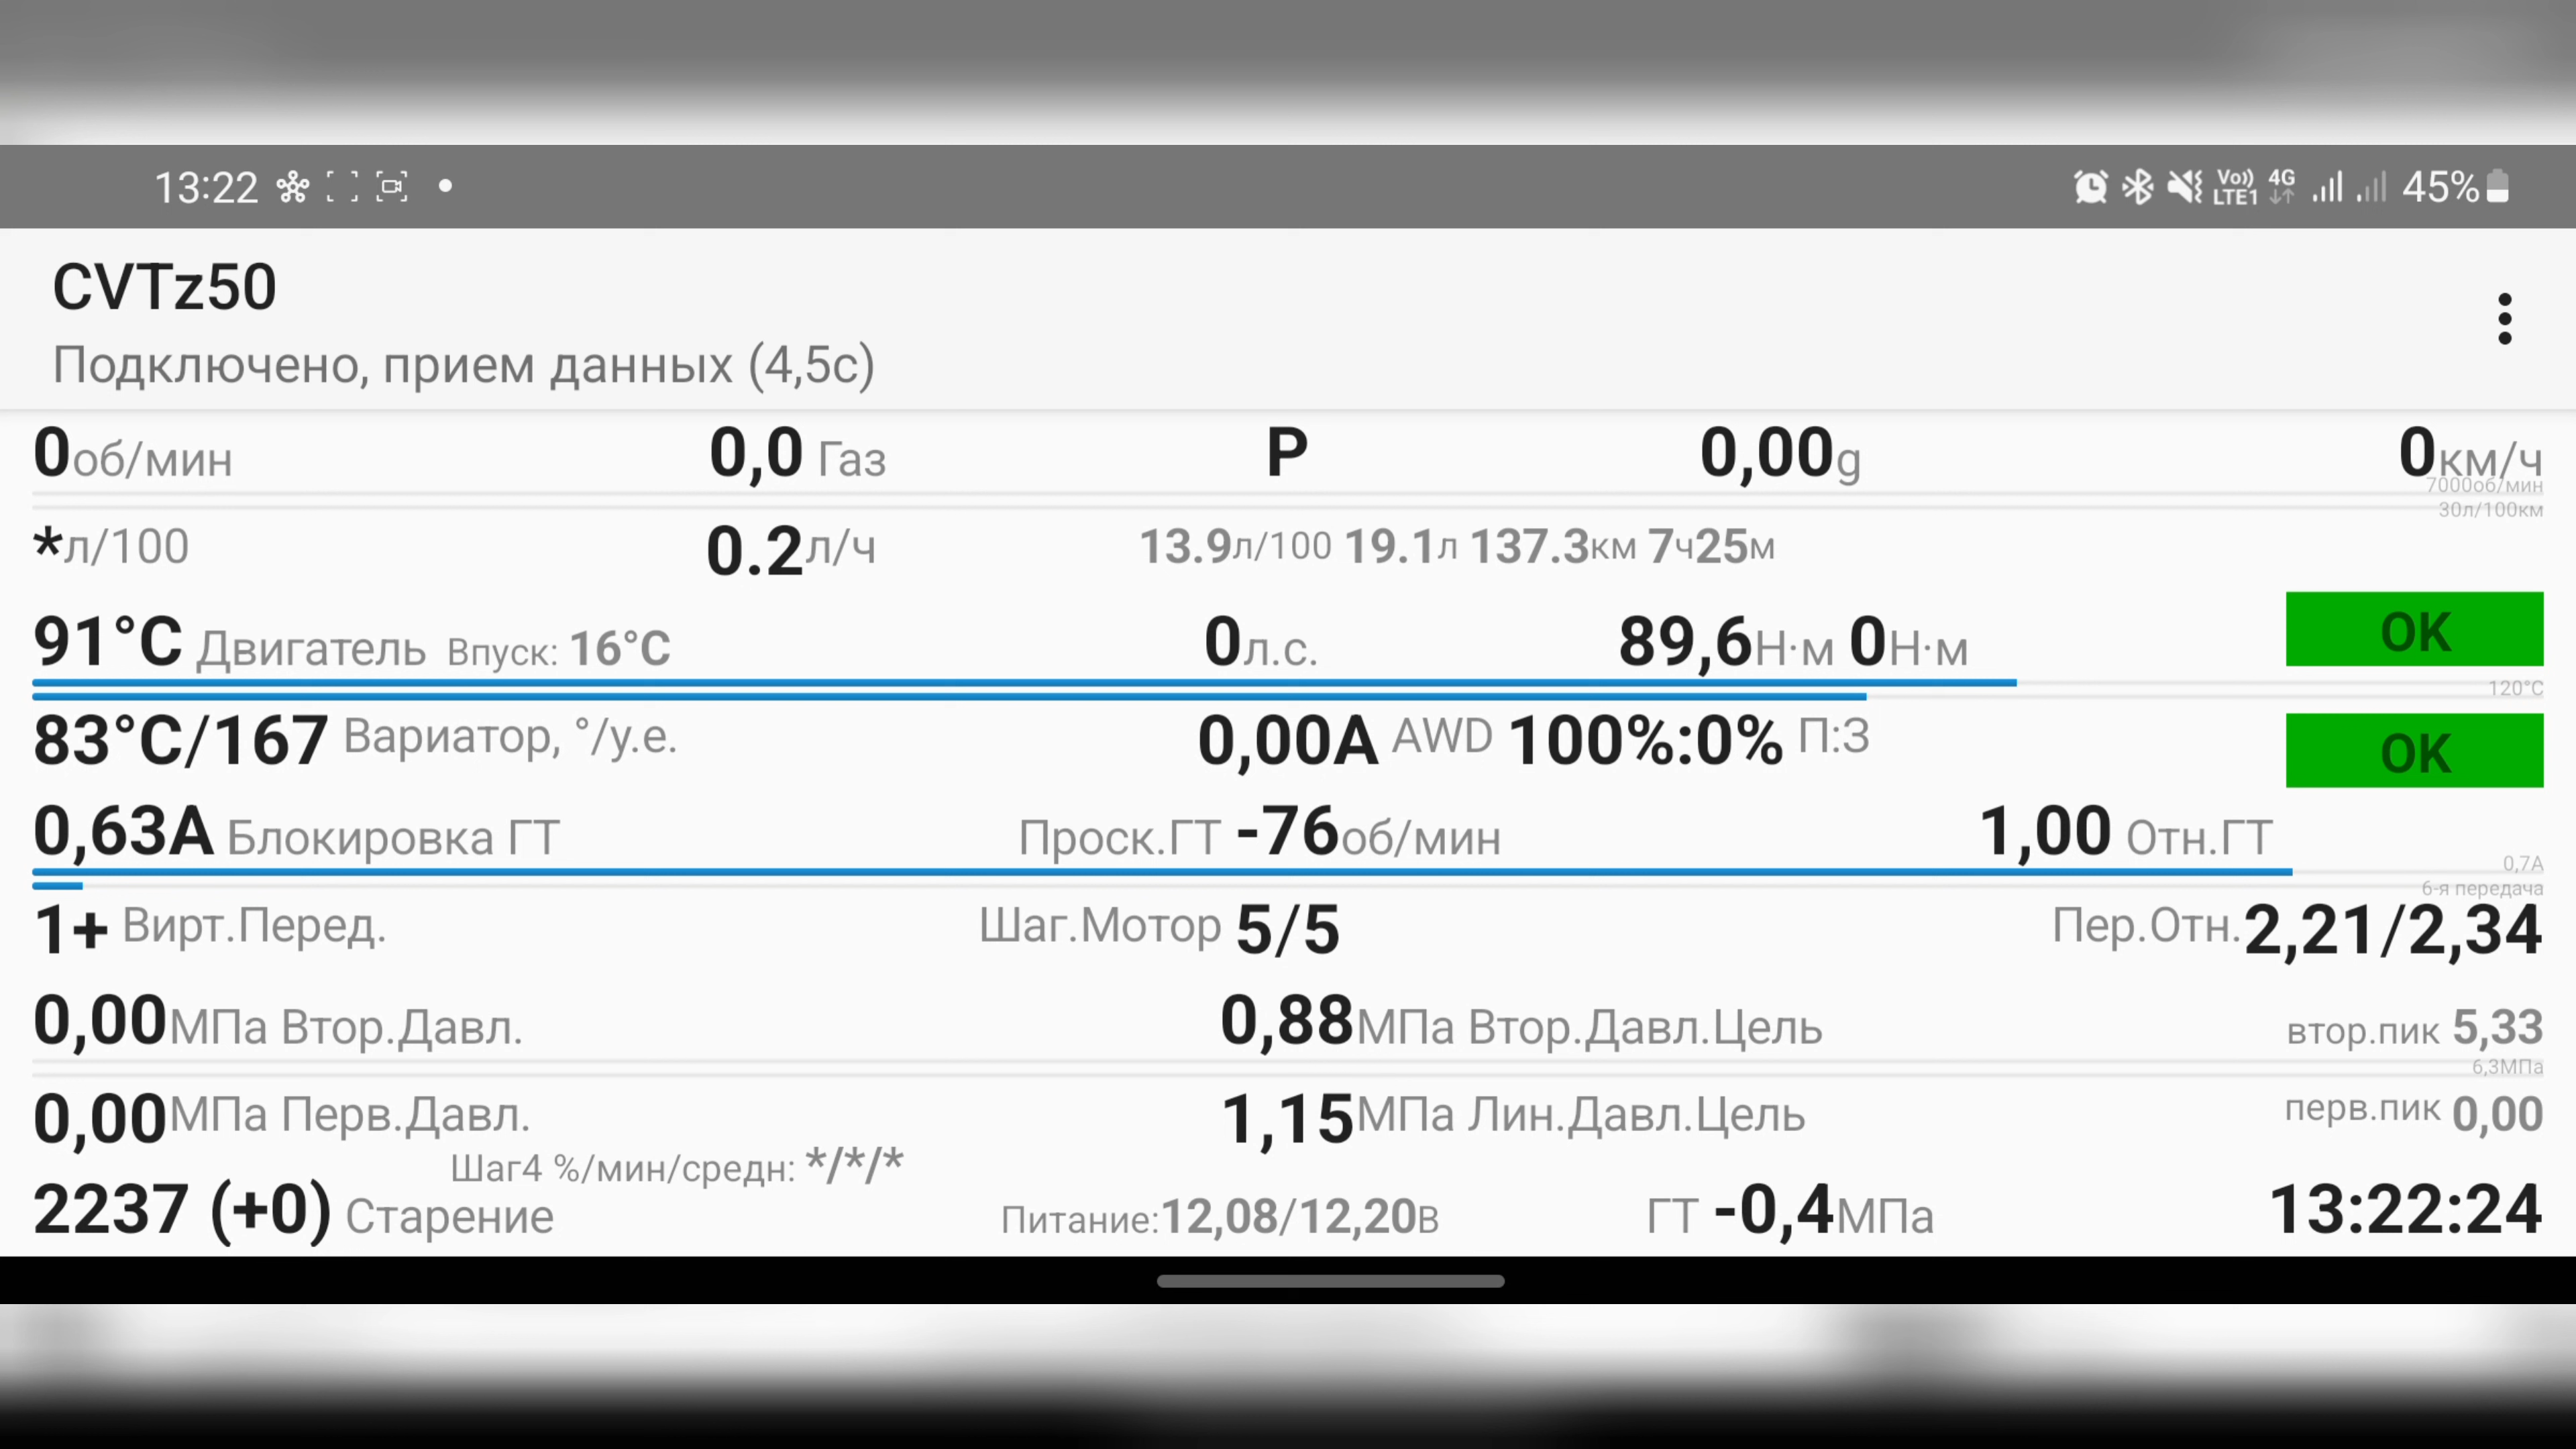 13:22 Vo)) LTE1 4G 45%
CVTz50
Подключено, прием данных (4,5с)
0об/мин 0,0 Газ P 0,00g 0км/ч
7000об/мин
30л/100км
*л/100 0.2л/ч 13.9л/100 19.1л 137.3км 7ч25м
91°C Двигатель Впуск: 16°C 0л.с. 89,6Н·м 0Н·м OK
120°C
83°C/167 Вариатор, °/у.е. 0,00A AWD 100%:0% П:З OK
0,63A Блокировка ГТ Проск.ГТ -76об/мин 1,00 Отн.ГТ
0,7А
6-я передача
1+ Вирт.Перед. Шаг.Мотор 5/5 Пер.Отн.2,21/2,34
0,00МПа Втор.Давл. 0,88МПа Втор.Давл.Цель втор.пик 5,33
6,3МПа
0,00МПа Перв.Давл. 1,15МПа Лин.Давл.Цель перв.пик 0,00
Шаг4 %/мин/средн: */*/*
2237 (+0) Старение Питание:12,08/12,20В ГТ -0,4МПа 13:22:24